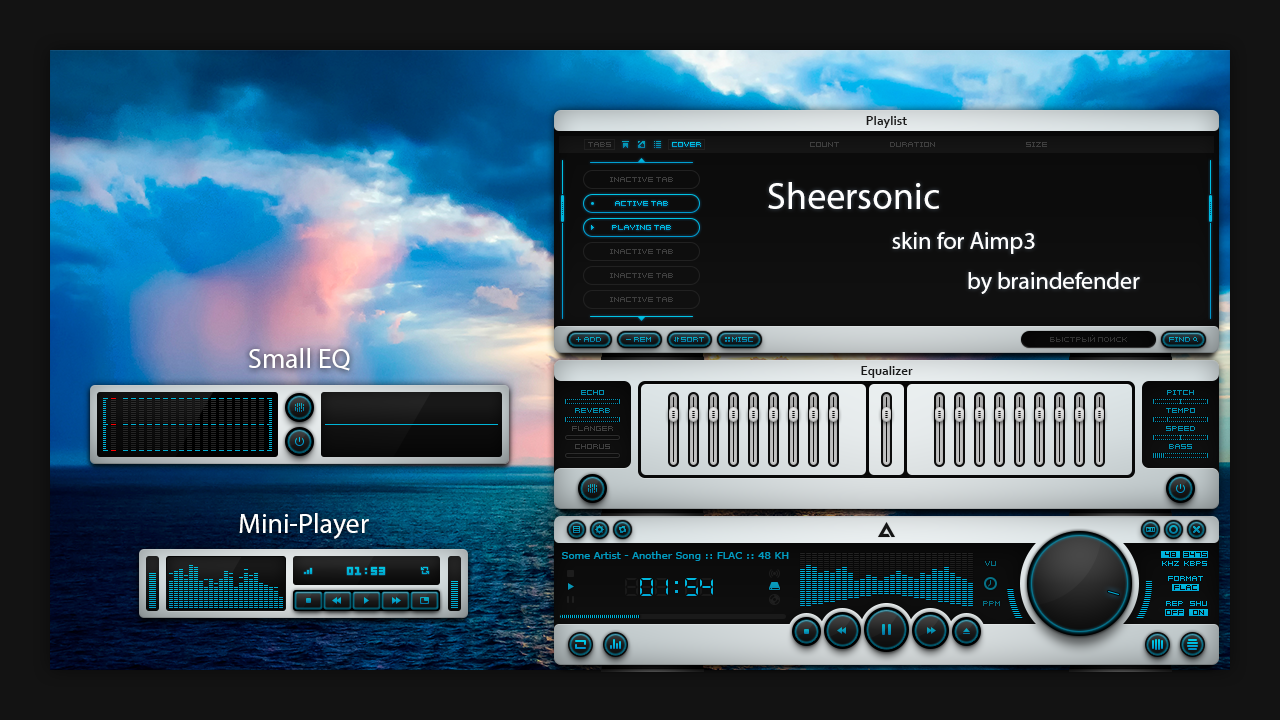 Playlist
TABS COVER COUNT DURATION SIZE
INACTIVE TAB
ACTIVE TAB
PLAYING TAB
INACTIVE TAB
INACTIVE TAB
INACTIVE TAB
Sheersonic
skin for Aimp3
by braindefender
+ ADD − REM SORT MISC БЫСТРЫЙ ПОИСК FIND
Small EQ
Equalizer
ECHO
REVERB
FLANGER
CHORUS
PITCH
TEMPO
SPEED
BASS
Mini-Player
01:53
Some Artist - Another Song :: FLAC :: 48 KH
01:54
VU
PPM
48 3475
KHZ KBPS
FORMAT
FLAC
REP SHU
OFF ON